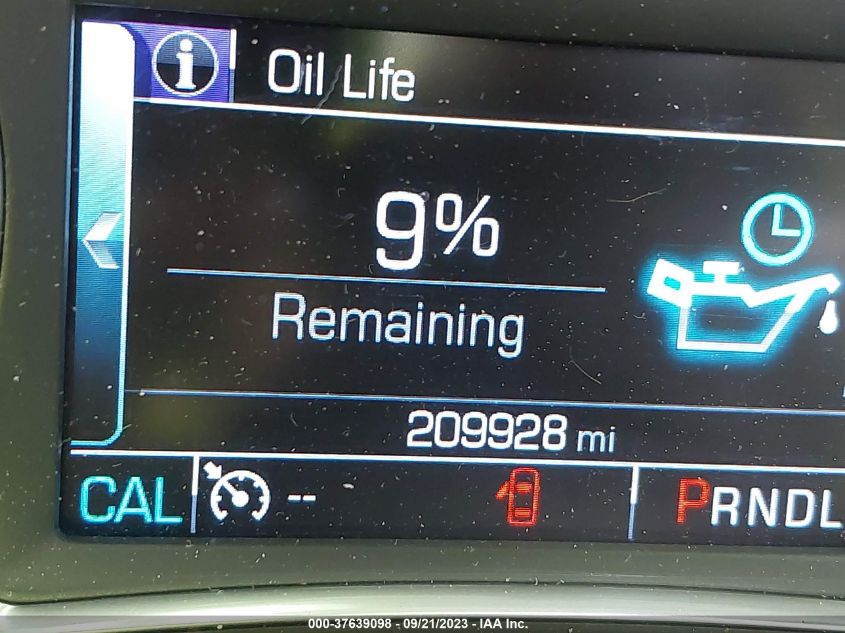 Oil Life
9%
Remaining
209928 mi
CAL -- PRNDL
000-37639098 - 09/21/2023 - IAA Inc.